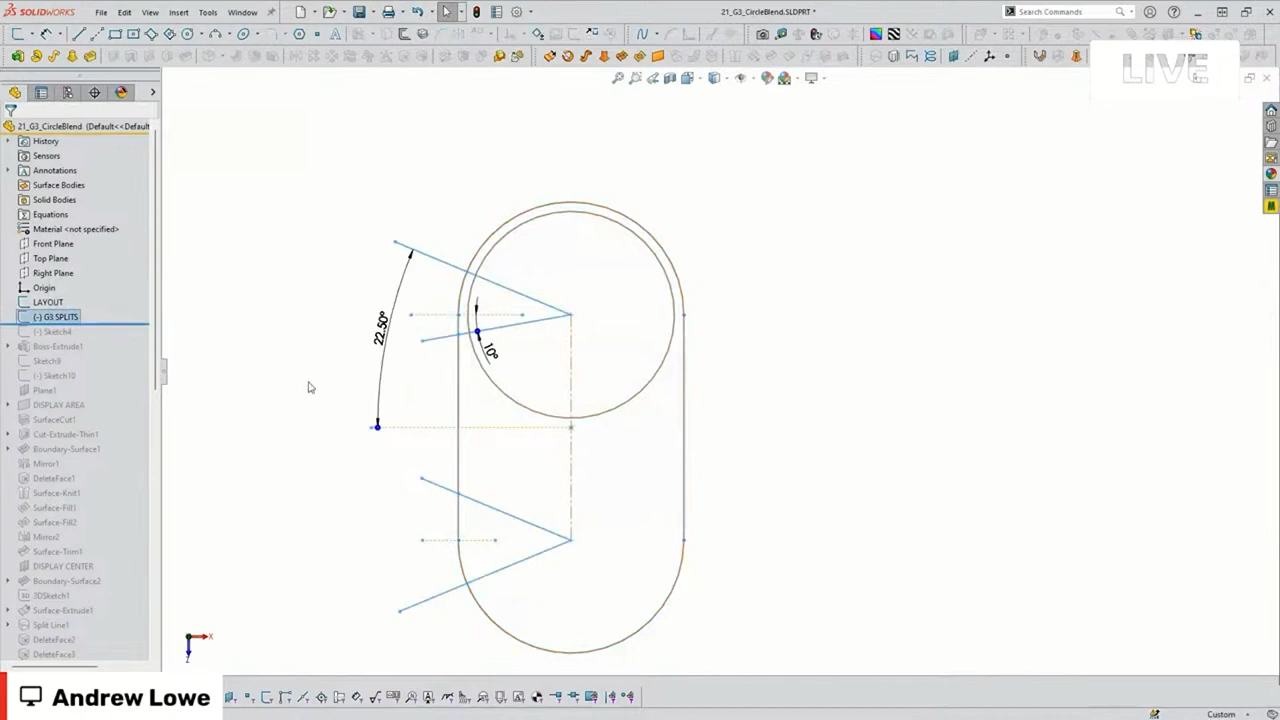 SOLIDWORKS
File
Edit
View
Insert
Tools
Window
21_G3_CircleBlend.SLDPRT *
Search Commands
LIVE
21_G3_CircleBlend (Default<<Default
History
Sensors
Annotations
Surface Bodies
Solid Bodies
Equations
Material <not specified>
Front Plane
Top Plane
Right Plane
Origin
LAYOUT
(-) G3 SPLITS
(-) Sketch4
Boss-Extrude1
Sketch9
(-) Sketch10
Plane1
DISPLAY AREA
SurfaceCut1
Cut-Extrude-Thin1
Boundary-Surface1
Mirror1
DeleteFace1
Surface-Knit1
Surface-Fill1
Surface-Fill2
Mirror2
Surface-Trim1
DISPLAY CENTER
Boundary-Surface2
3DSketch1
Surface-Extrude1
Split Line1
DeleteFace2
DeleteFace3
22.50°
10°
X
Z
Andrew Lowe
Custom